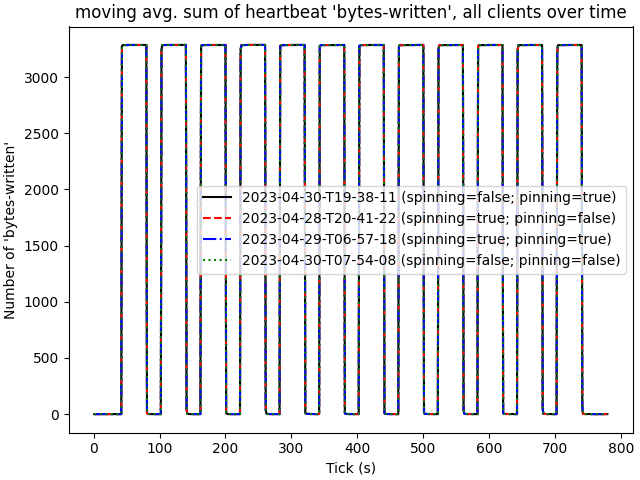 moving avg. sum of heartbeat 'bytes-written', all clients over time
Number of 'bytes-written'
3000
2500
2000
1500
1000
500
0
2023-04-30-T19-38-11 (spinning=false; pinning=true)
2023-04-28-T20-41-22 (spinning=true; pinning=false)
2023-04-29-T06-57-18 (spinning=true; pinning=true)
2023-04-30-T07-54-08 (spinning=false; pinning=false)
0 100 200 300 400 500 600 700 800
Tick (s)